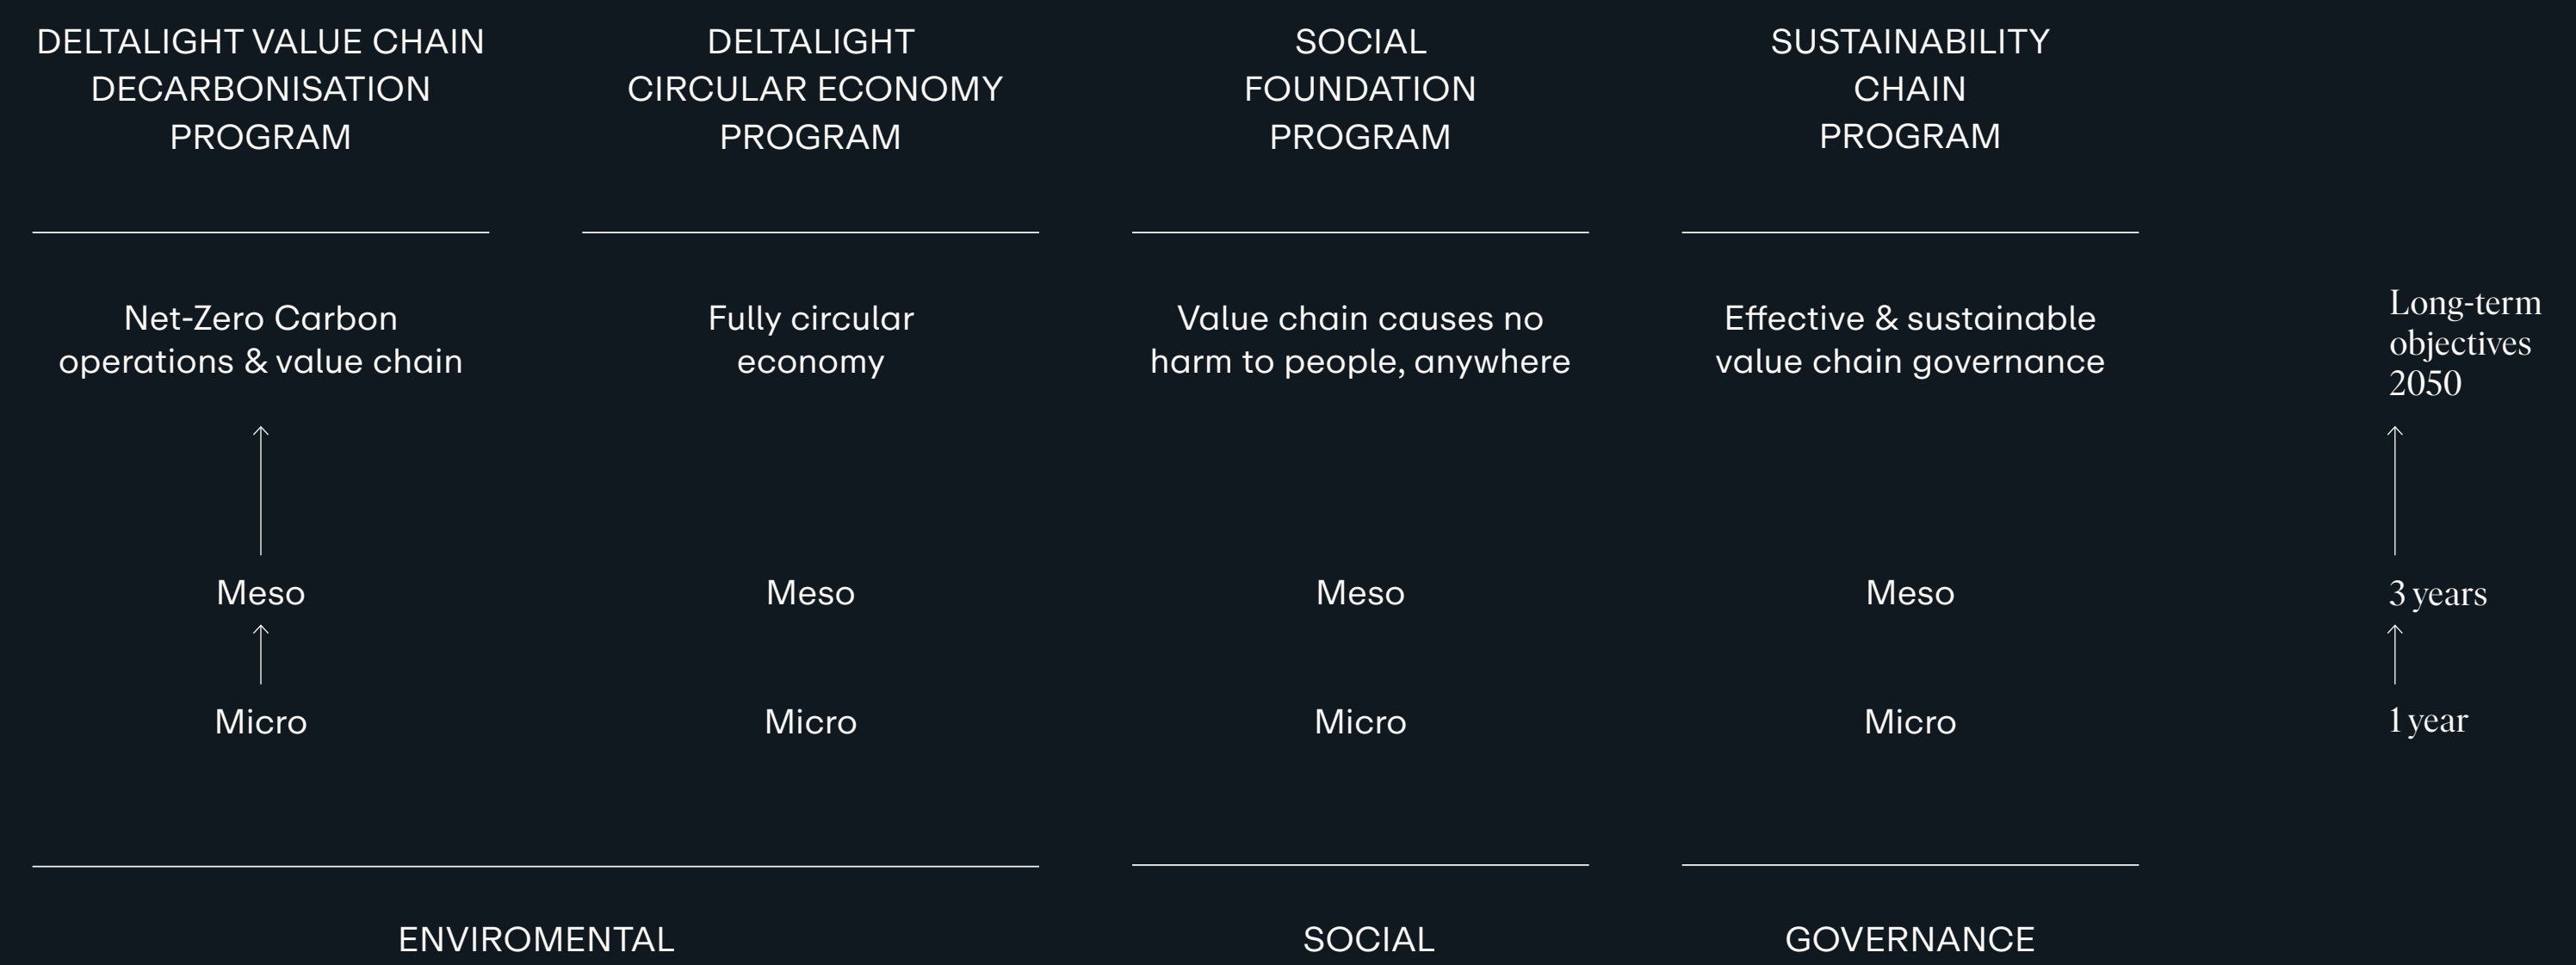 DELTALIGHT VALUE CHAIN
DECARBONISATION
PROGRAM
DELTALIGHT
CIRCULAR ECONOMY
PROGRAM
SOCIAL
FOUNDATION
PROGRAM
SUSTAINABILITY
CHAIN
PROGRAM
Net-Zero Carbon
operations & value chain
Fully circular
economy
Value chain causes no
harm to people, anywhere
Effective & sustainable
value chain governance
Long-term
objectives
2050
Meso
Meso
Meso
Meso
3 years
Micro
Micro
Micro
Micro
1 year
ENVIROMENTAL
SOCIAL
GOVERNANCE